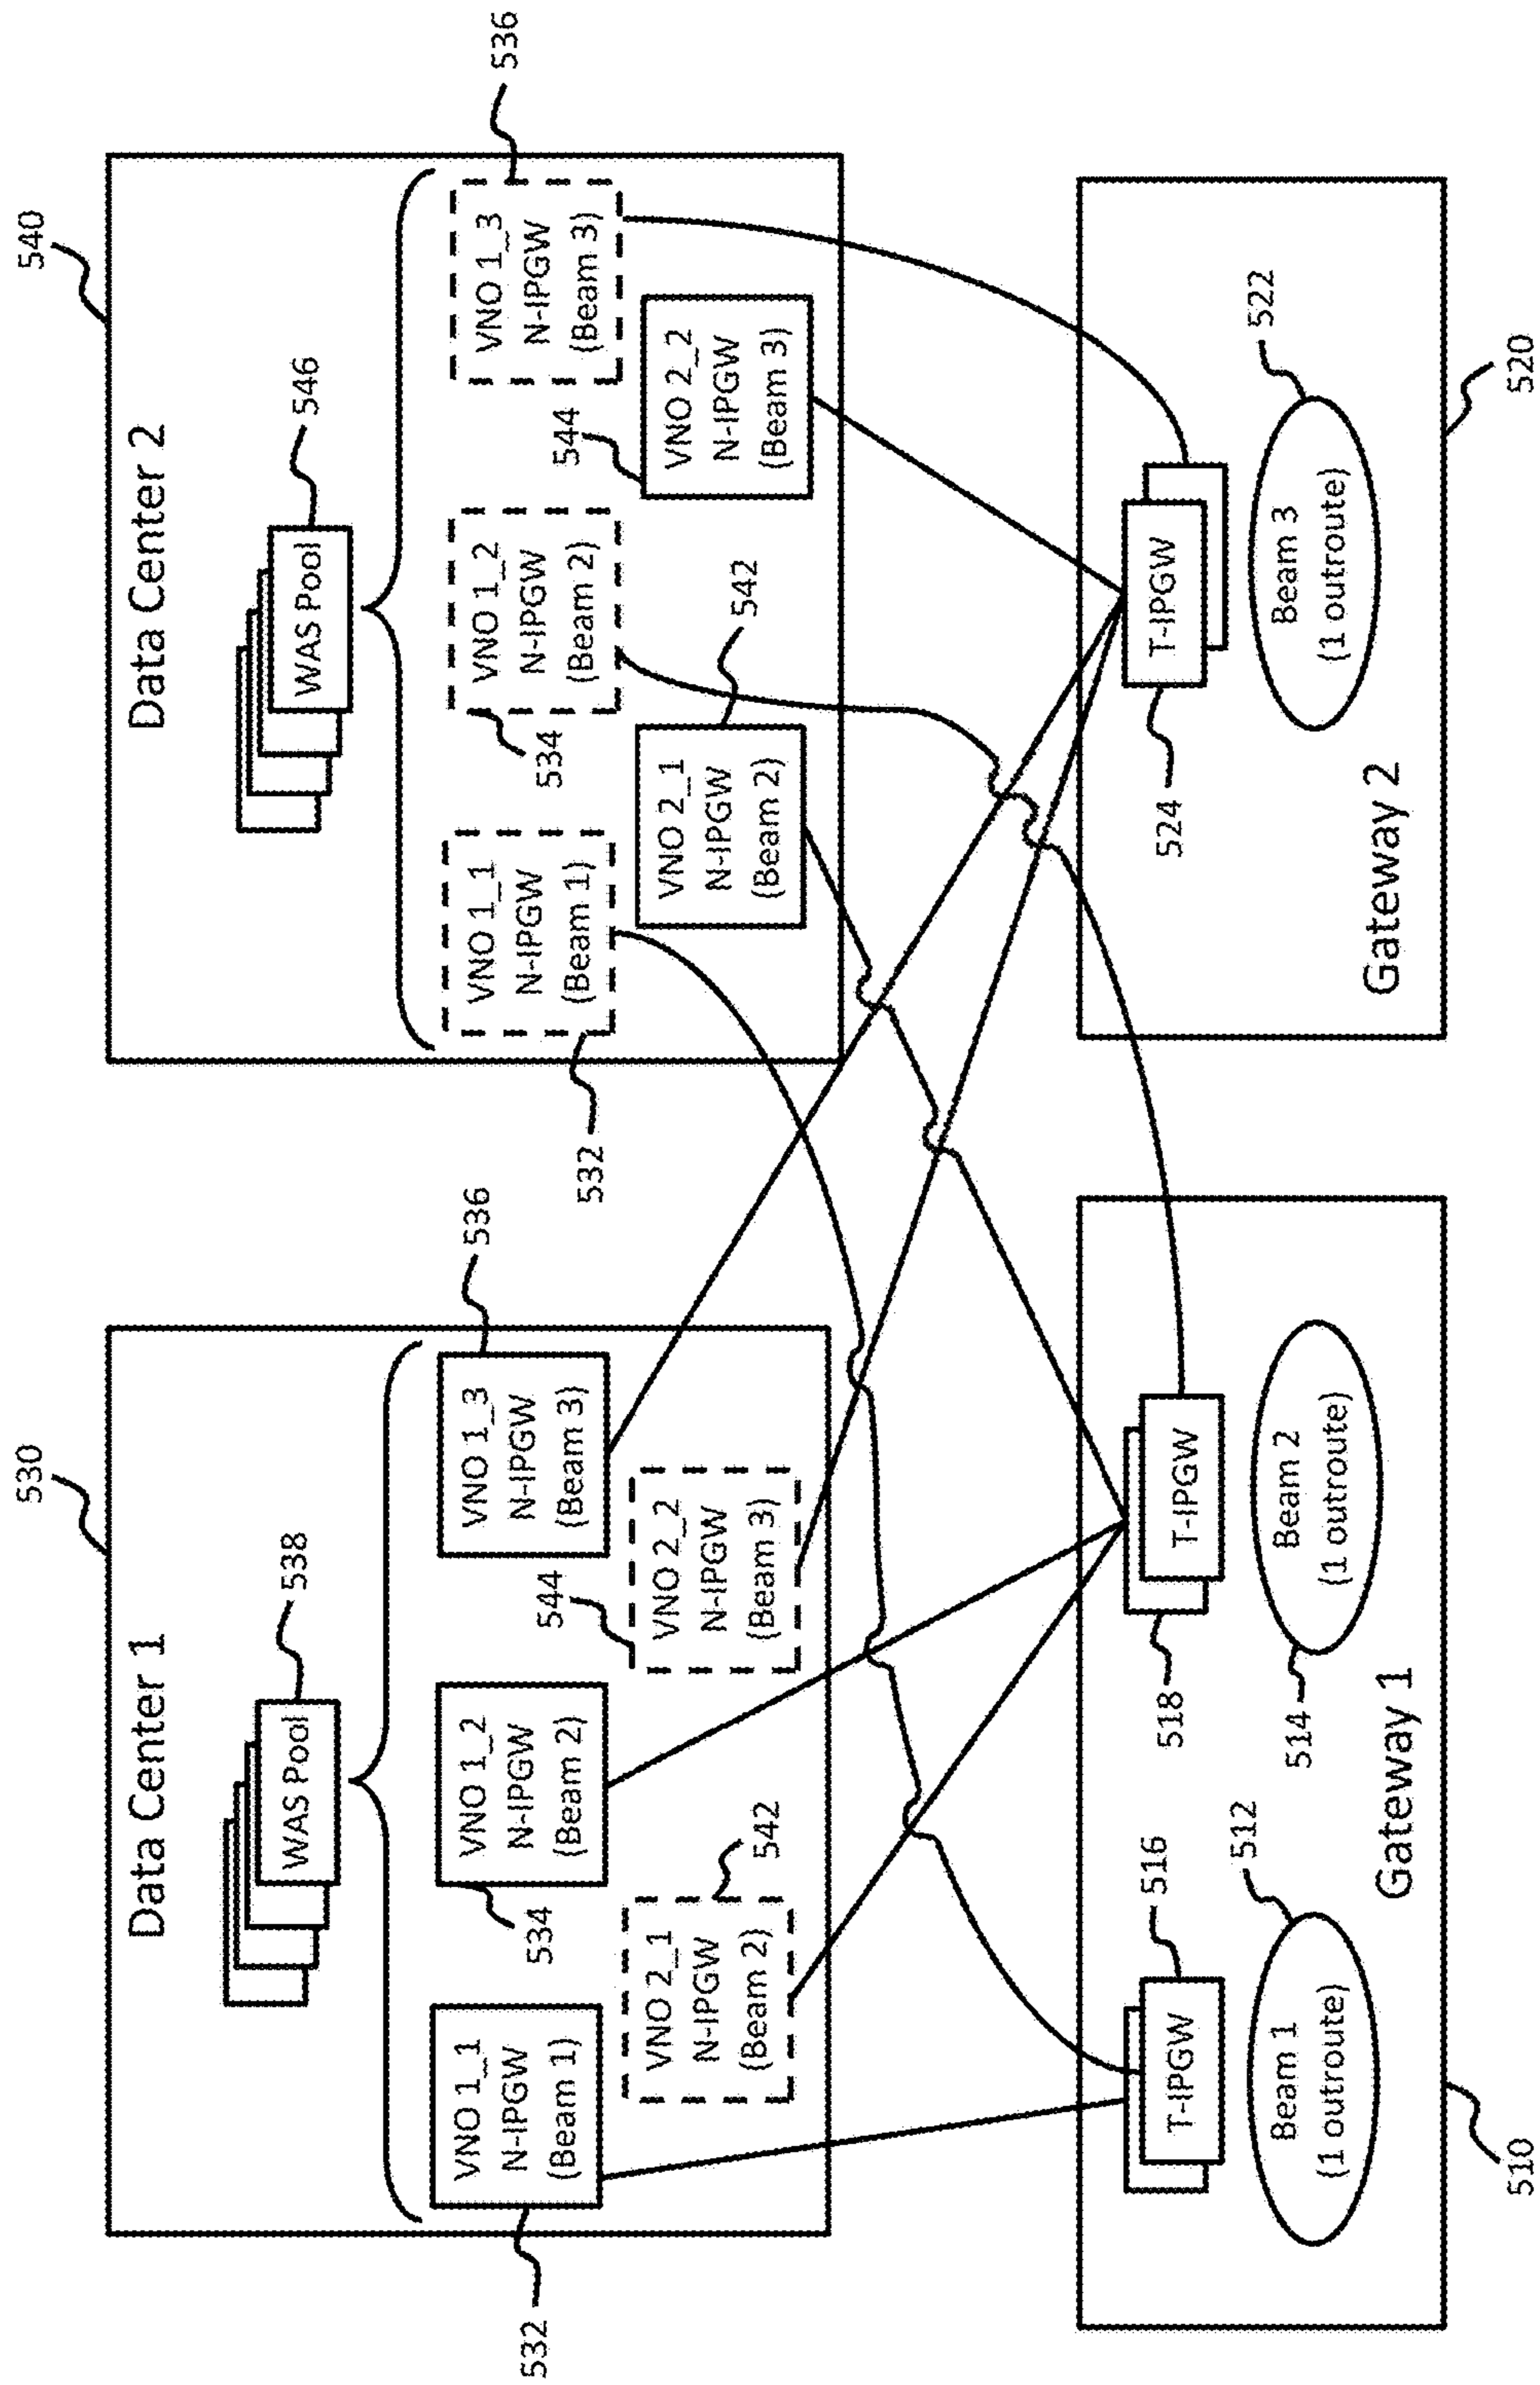 530
Data Center 1
538
WAS Pool
532
VNO 1_1
N-IPGW
(Beam 1)
534
VNO 1_2
N-IPGW
(Beam 2)
536
VNO 1_3
N-IPGW
(Beam 3)
542
VNO 2_1
N-IPGW
(Beam 2)
544
VNO 2_2
N-IPGW
(Beam 3)
540
Data Center 2
546
WAS Pool
532
VNO 1_1
N-IPGW
(Beam 1)
534
VNO 1_2
N-IPGW
(Beam 2)
536
VNO 1_3
N-IPGW
(Beam 3)
542
VNO 2_1
N-IPGW
(Beam 2)
544
VNO 2_2
N-IPGW
(Beam 3)
516
T-IPGW
512
Beam 1
(1 outroute)
518
T-IPGW
514
Beam 2
(1 outroute)
Gateway 1
510
524
T-IPGW
522
Beam 3
(1 outroute)
Gateway 2
520